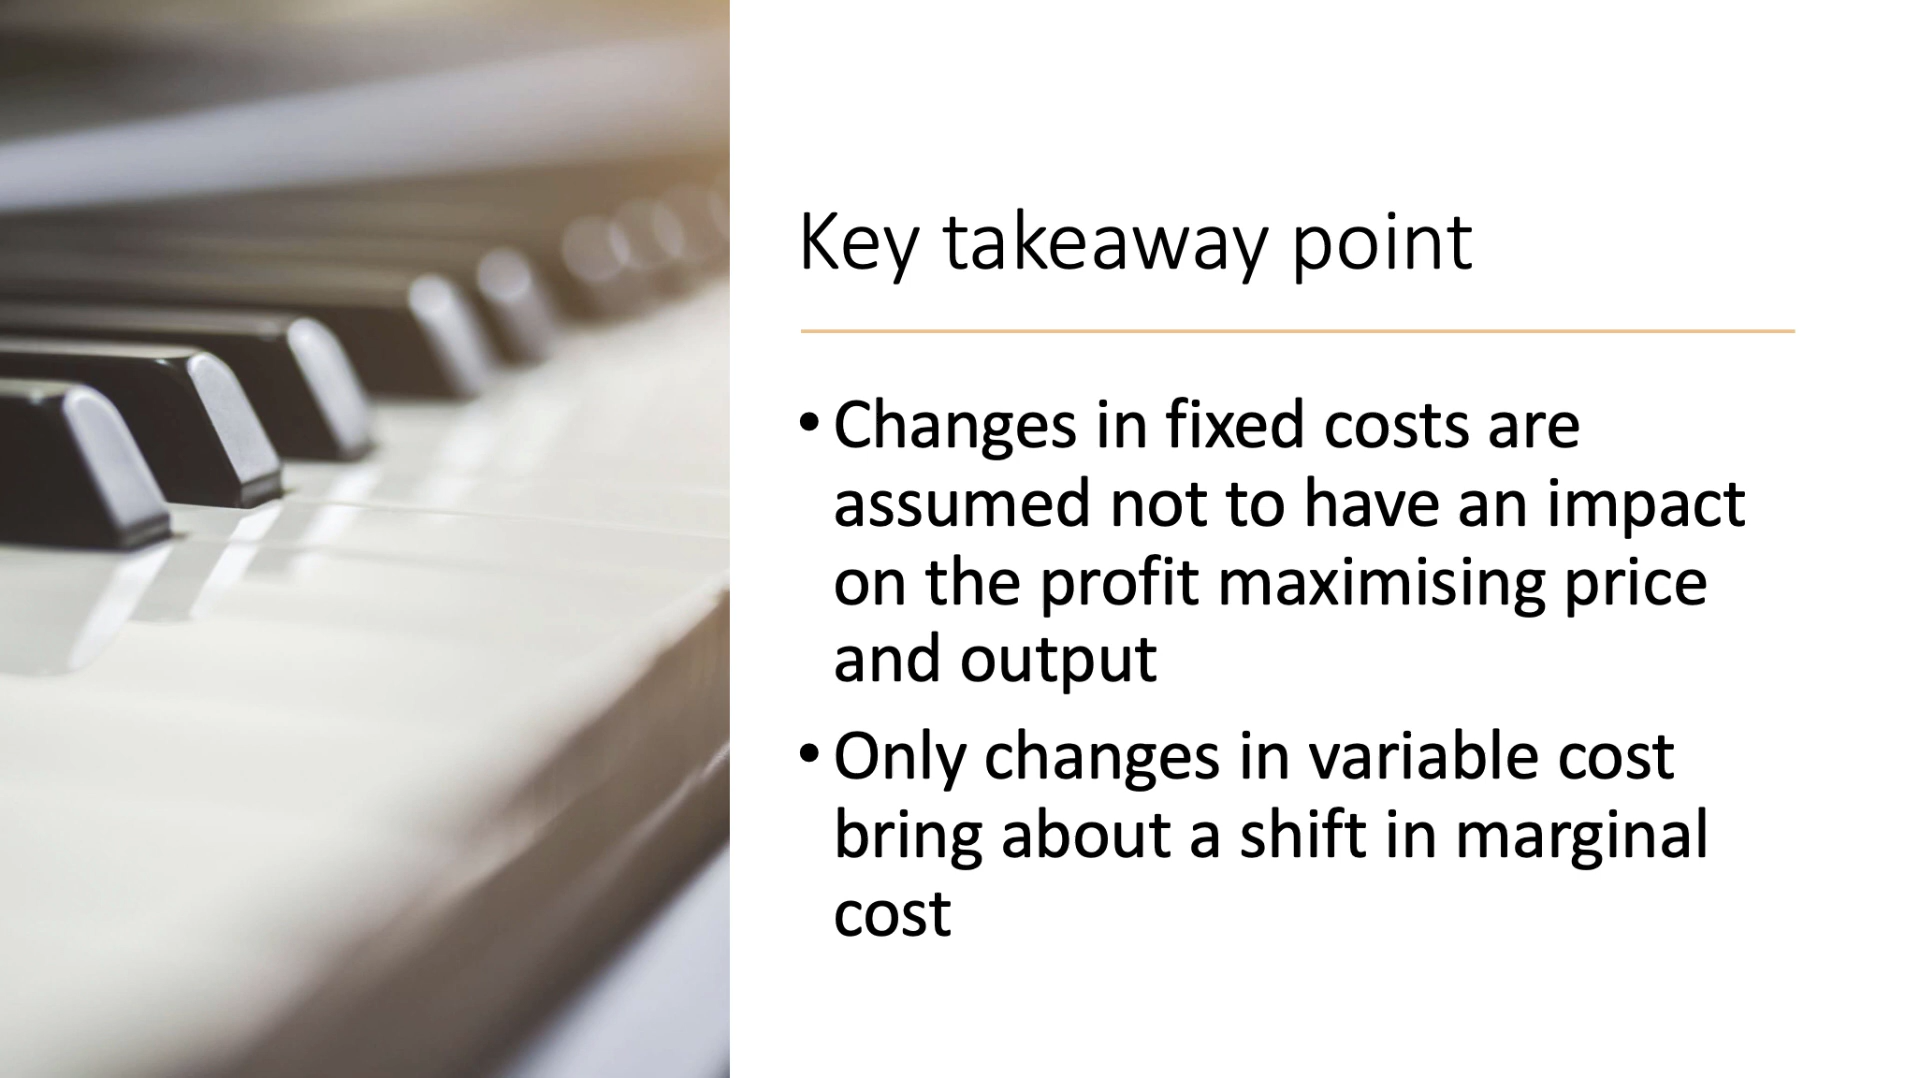 Key takeaway point
• Changes in fixed costs are
assumed not to have an impact
on the profit maximising price
and output
• Only changes in variable cost
bring about a shift in marginal
cost